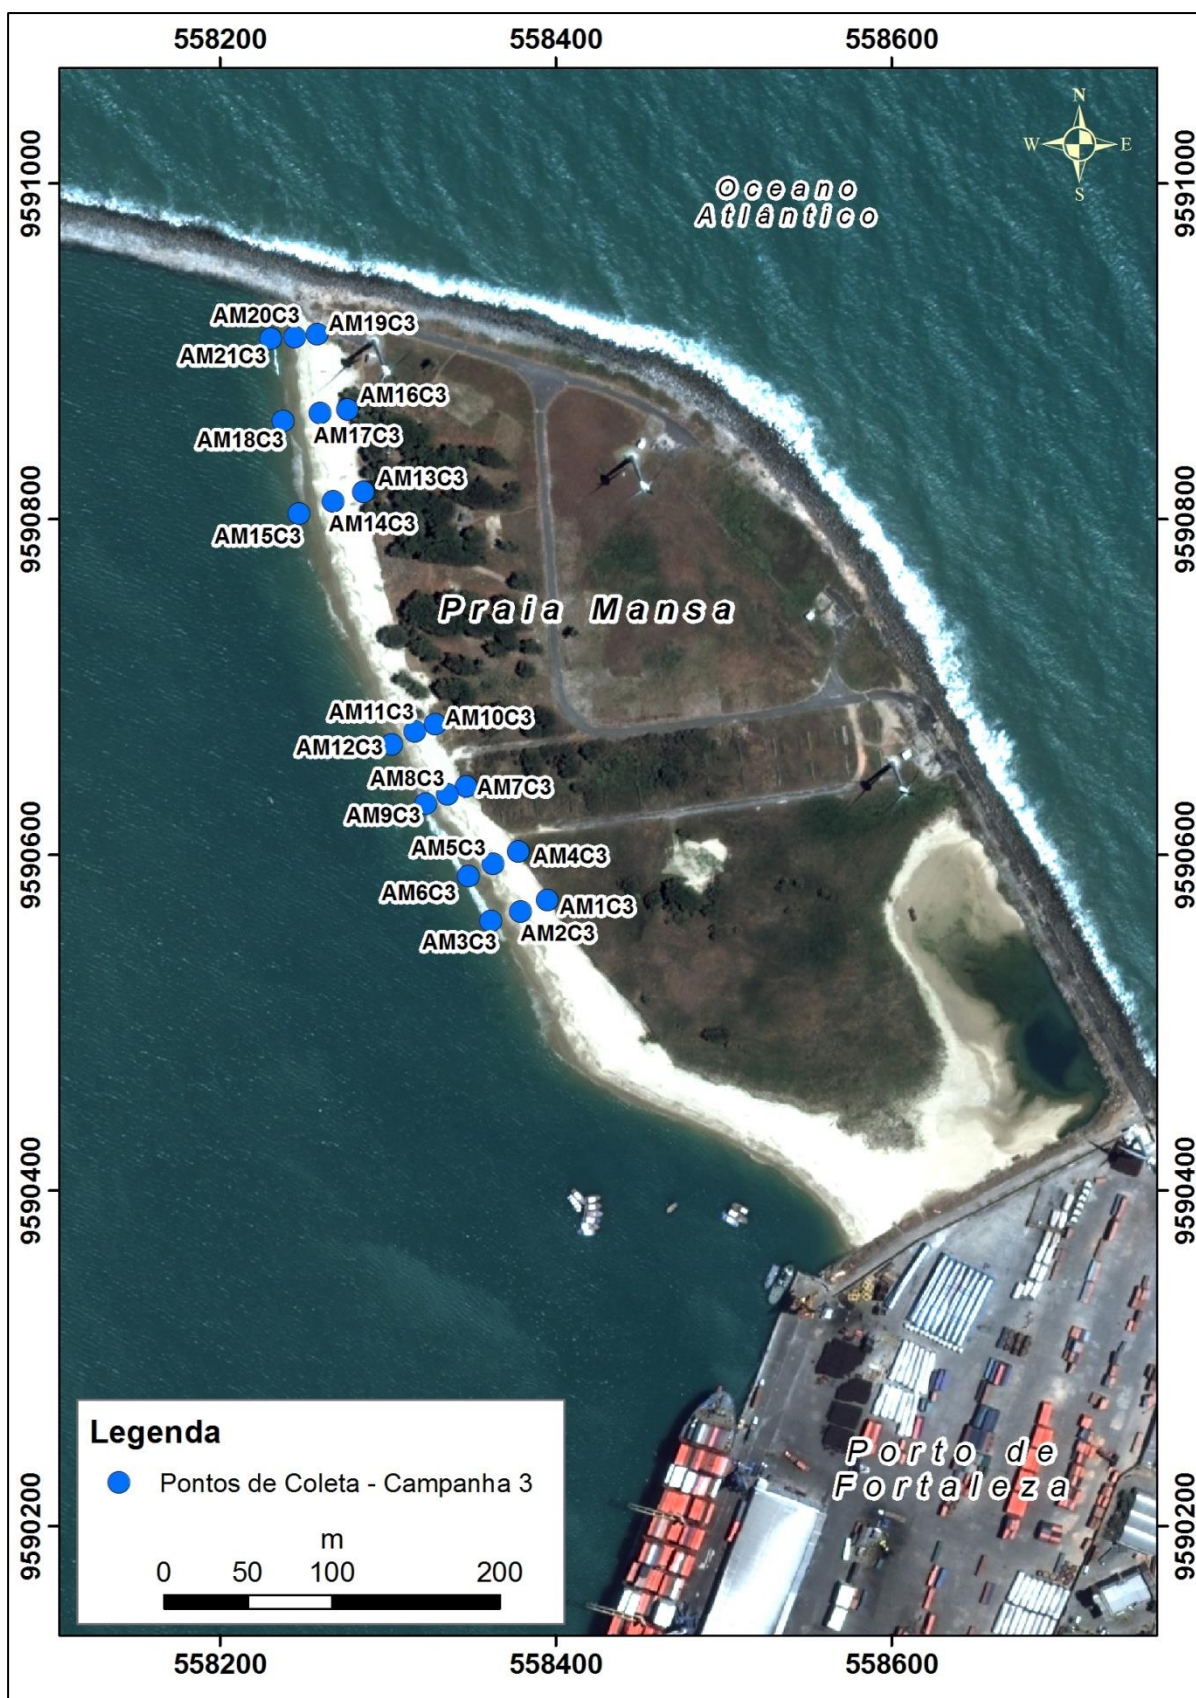 558200
558400
558600
N
W
E
S
9591000
9591000
Oceano
Atlântico
AM20C3
AM19C3
AM21C3
AM16C3
AM18C3
AM17C3
AM13C3
AM14C3
AM15C3
9590800
9590800
Praia Mansa
AM11C3
AM10C3
AM12C3
AM8C3
AM7C3
AM9C3
AM5C3
AM4C3
9590600
9590600
AM6C3
AM1C3
AM3C3
AM2C3
9590400
9590400
Legenda
Pontos de Coleta - Campanha 3
m
0
50
100
200
Porto de
Fortaleza
9590200
9590200
558200
558400
558600